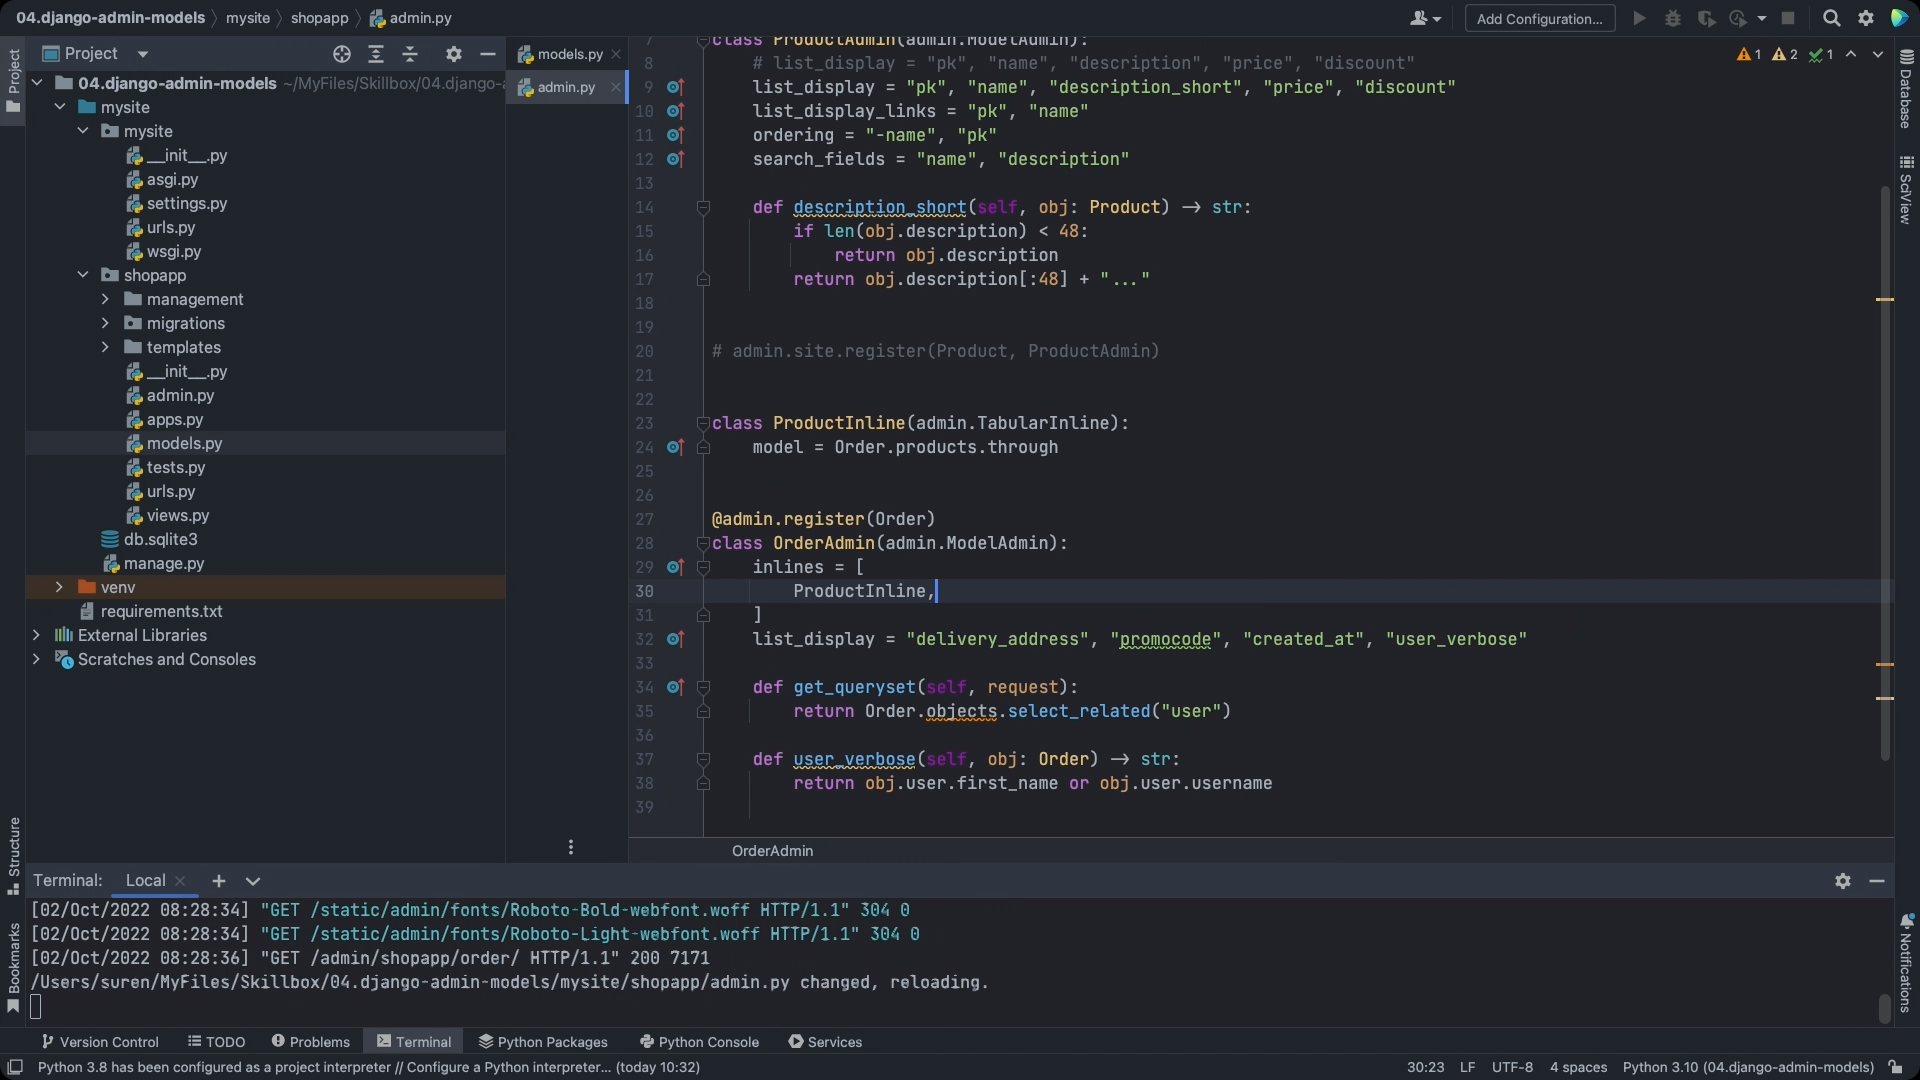 04.django-admin-models mysite shopapp admin.py
Add Configuration...
Project
models.py
admin.py
1 2 1
Project
04.django-admin-models ~/MyFiles/Skillbox/04.django-a
mysite
mysite
__init__.py
asgi.py
settings.py
urls.py
wsgi.py
shopapp
management
migrations
templates
__init__.py
admin.py
apps.py
models.py
tests.py
urls.py
views.py
db.sqlite3
manage.py
venv
requirements.txt
External Libraries
Scratches and Consoles
7 class ProductAdmin(admin.ModelAdmin):
8 # list_display = "pk", "name", "description", "price", "discount"
9 list_display = "pk", "name", "description_short", "price", "discount"
10 list_display_links = "pk", "name"
11 ordering = "-name", "pk"
12 search_fields = "name", "description"
13
14 def description_short(self, obj: Product) → str:
15 if len(obj.description) < 48:
16 return obj.description
17 return obj.description[:48] + "..."
18
19
20 # admin.site.register(Product, ProductAdmin)
21
22
23 class ProductInline(admin.TabularInline):
24 model = Order.products.through
25
26
27 @admin.register(Order)
28 class OrderAdmin(admin.ModelAdmin):
29 inlines = [
30 ProductInline,
31 ]
32 list_display = "delivery_address", "promocode", "created_at", "user_verbose"
33
34 def get_queryset(self, request):
35 return Order.objects.select_related("user")
36
37 def user_verbose(self, obj: Order) → str:
38 return obj.user.first_name or obj.user.username
39
OrderAdmin
Database
SciView
Notifications
Structure
Bookmarks
Terminal: Local
[02/Oct/2022 08:28:34] "GET /static/admin/fonts/Roboto-Bold-webfont.woff HTTP/1.1" 304 0
[02/Oct/2022 08:28:34] "GET /static/admin/fonts/Roboto-Light-webfont.woff HTTP/1.1" 304 0
[02/Oct/2022 08:28:36] "GET /admin/shopapp/order/ HTTP/1.1" 200 7171
/Users/suren/MyFiles/Skillbox/04.django-admin-models/mysite/shopapp/admin.py changed, reloading.
Version Control TODO Problems Terminal Python Packages Python Console Services
Python 3.8 has been configured as a project interpreter // Configure a Python interpreter... (today 10:32) 30:23 LF UTF-8 4 spaces Python 3.10 (04.django-admin-models)